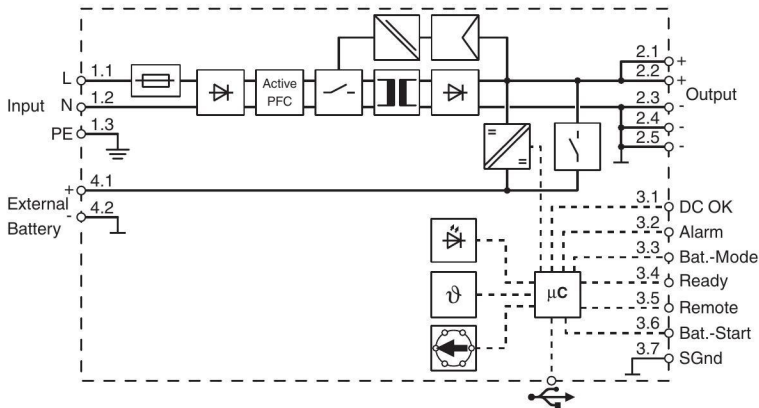 2.1 +
L 1.1
2.2 +
Active
PFC
Input N 1.2
2.3 - Output
2.4 -
PE 1.3
2.5 -
+ 4.1
External
- 4.2
Battery
3.1 DC OK
3.2 Alarm
3.3 Bat.-Mode
3.4 Ready
ϑ
µC
3.5 Remote
3.6 Bat.-Start
3.7 SGnd